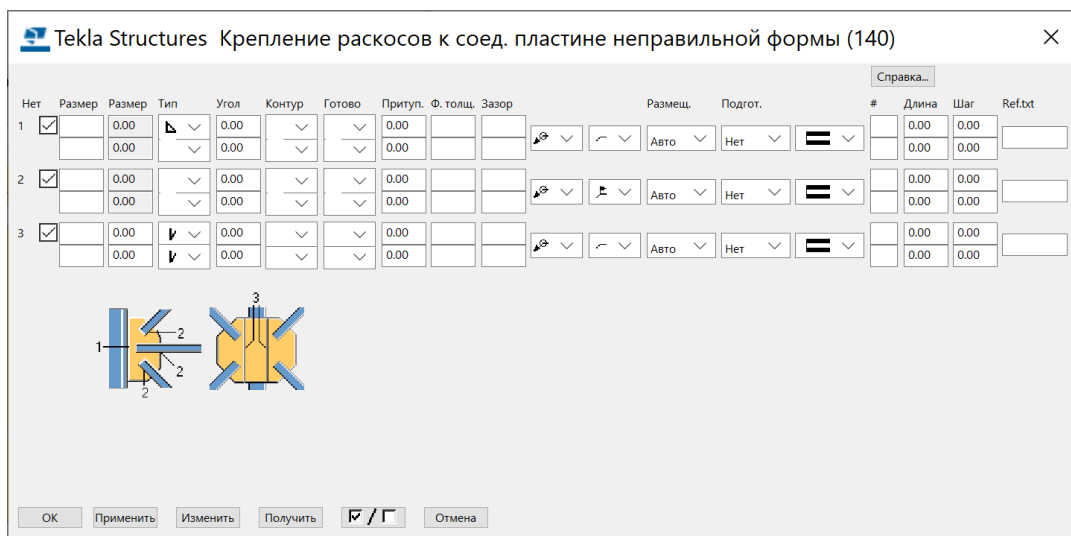 Tekla Structures Крепление раскосов к соед. пластине неправильной формы (140)
Справка...
Нет Размер Размер Тип Угол Контур Готово Притуп. Ф. толщ. Зазор Размещ. Подгот. # Длина Шаг Ref.txt
1 0.00 0.00 0.00 0.00 0.00
Авто Нет
0.00 0.00 0.00 0.00 0.00
2 0.00 0.00 0.00 0.00 0.00
Авто Нет
0.00 0.00 0.00 0.00 0.00
3 0.00 0.00 0.00 0.00 0.00
Авто Нет
0.00 0.00 0.00 0.00 0.00
3
1 2
2
2
ОК Применить Изменить Получить / Отмена